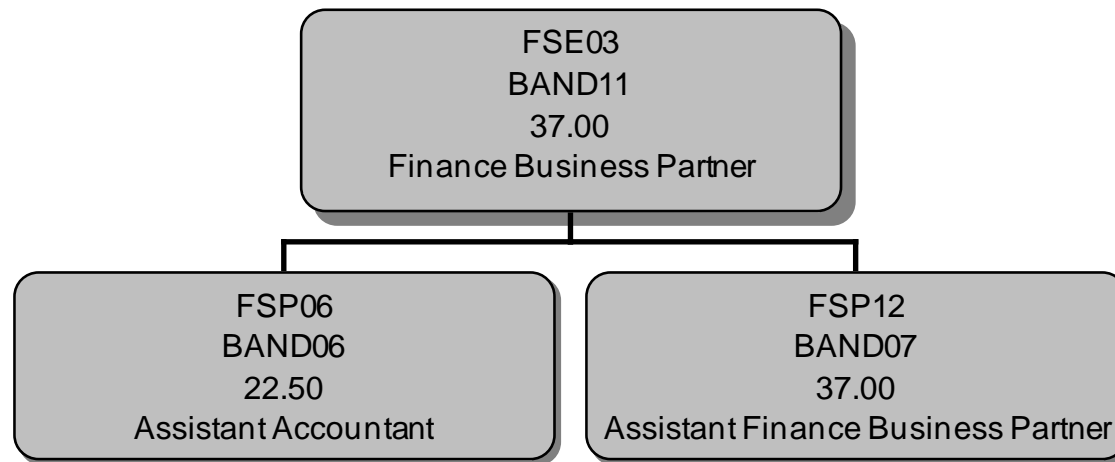 FSE03
BAND11
37.00
Finance Business Partner
FSP06
BAND06
22.50
Assistant Accountant
FSP12
BAND07
37.00
Assistant Finance Business Partner